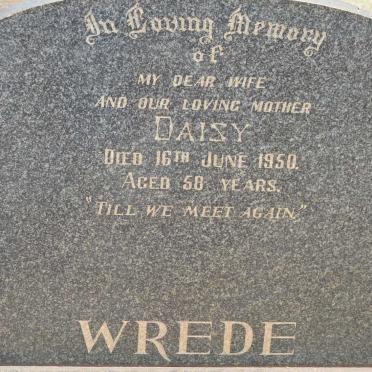 In Loving Memory
of
MY DEAR WIFE
AND OUR LOVING MOTHER
DAISY
DIED 16TH JUNE 1950.
AGED 58 YEARS.
"TILL WE MEET AGAIN."
WREDE